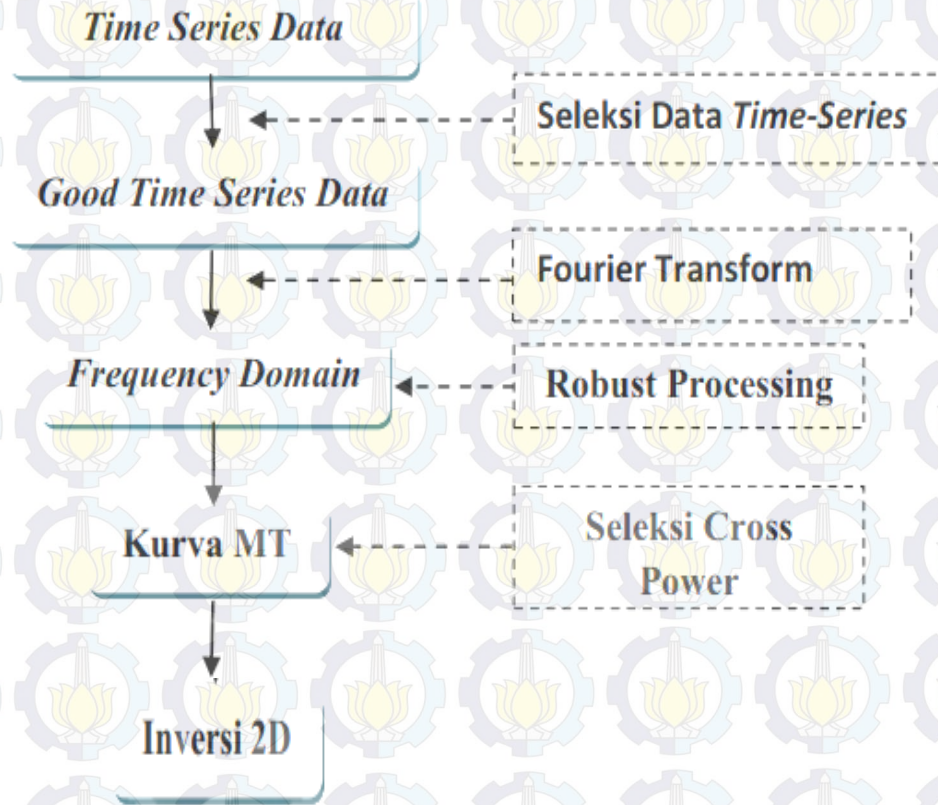 Time Series Data
Seleksi Data Time-Series
Good Time Series Data
Fourier Transform
Frequency Domain
Robust Processing
Kurva MT
Seleksi Cross
Power
Inversi 2D